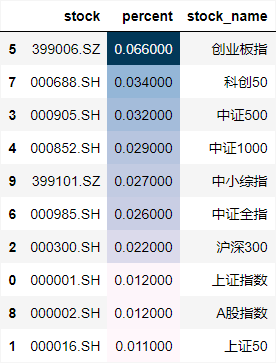 stock percent stock_name
5 399006.SZ 0.066000 创业板指
7 000688.SH 0.034000 科创50
3 000905.SH 0.032000 中证500
4 000852.SH 0.029000 中证1000
9 399101.SZ 0.027000 中小综指
6 000985.SH 0.026000 中证全指
2 000300.SH 0.022000 沪深300
0 000001.SH 0.012000 上证指数
8 000002.SH 0.012000 A股指数
1 000016.SH 0.011000 上证50